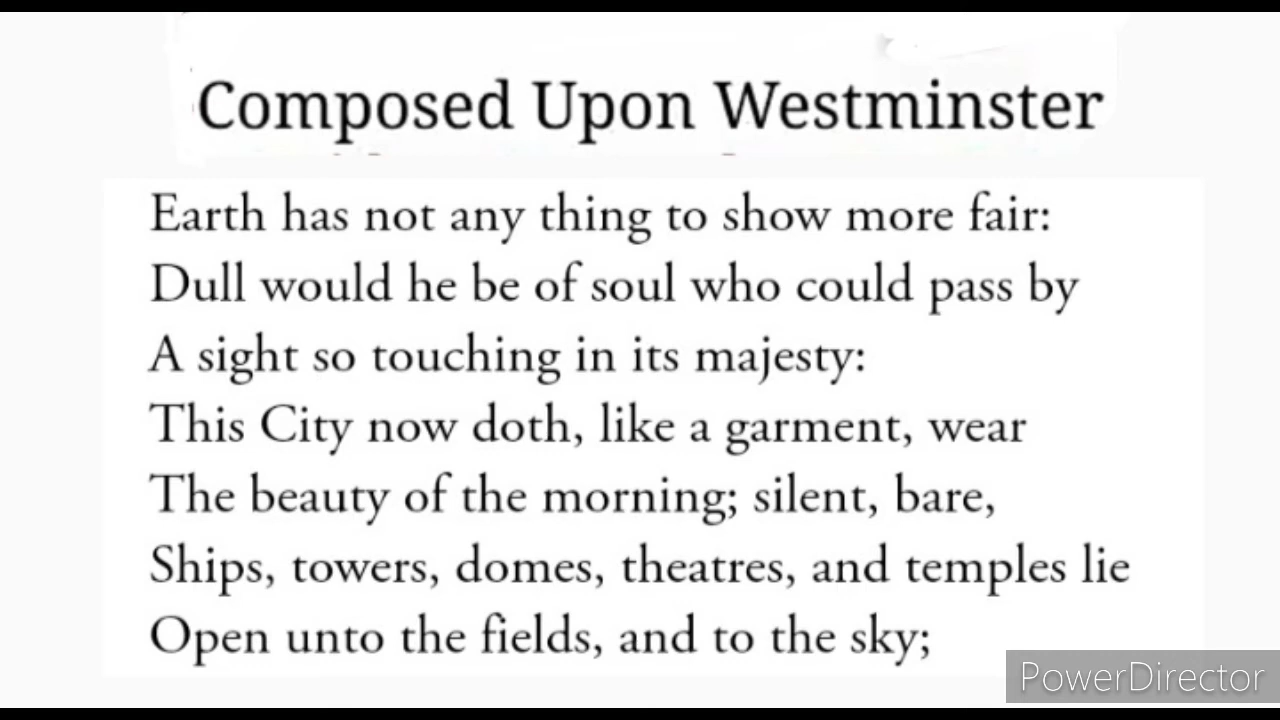 Composed Upon Westminster
Earth has not any thing to show more fair:
Dull would he be of soul who could pass by
A sight so touching in its majesty:
This City now doth, like a garment, wear
The beauty of the morning; silent, bare,
Ships, towers, domes, theatres, and temples lie
Open unto the fields, and to the sky;
PowerDirector